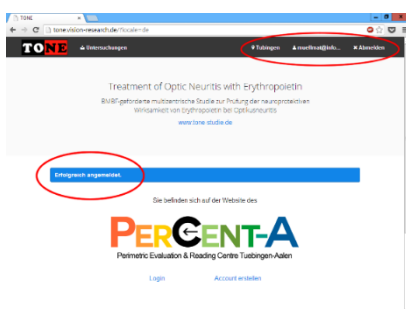 TONE
tone.vision-research.de/?locale=de
TONE
Untersuchungen
Tübingen
Abmelden
Treatment of Optic Neuritis with Erythropoietin
BMBF-geförderte multizentrische Studie zur Prüfung der neuroprotektiven
Wirksamkeit von Erythropoietin bei Optikusneuritis
www.tone-studie.de
Erfolgreich angemeldet.
Sie befinden sich auf der Website des
PERCENT-A
Perimetric Evaluation & Reading Centre Tuebingen-Aalen
Login
Account erstellen